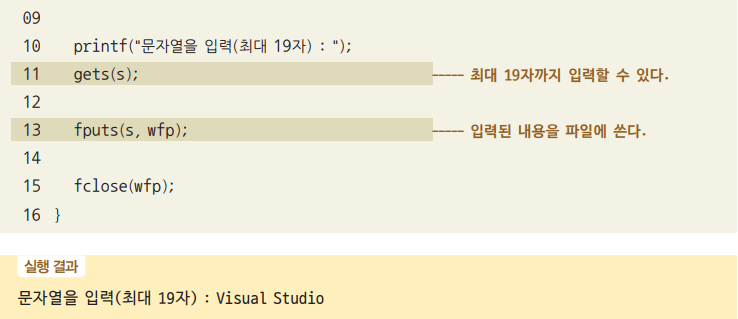 09
10 printf("문자열을 입력(최대 19자) : ");
11 gets(s); 최대 19자까지 입력할 수 있다.
12
13 fputs(s, wfp); 입력된 내용을 파일에 쓴다.
14
15 fclose(wfp);
16 }
실행 결과
문자열을 입력(최대 19자) : Visual Studio